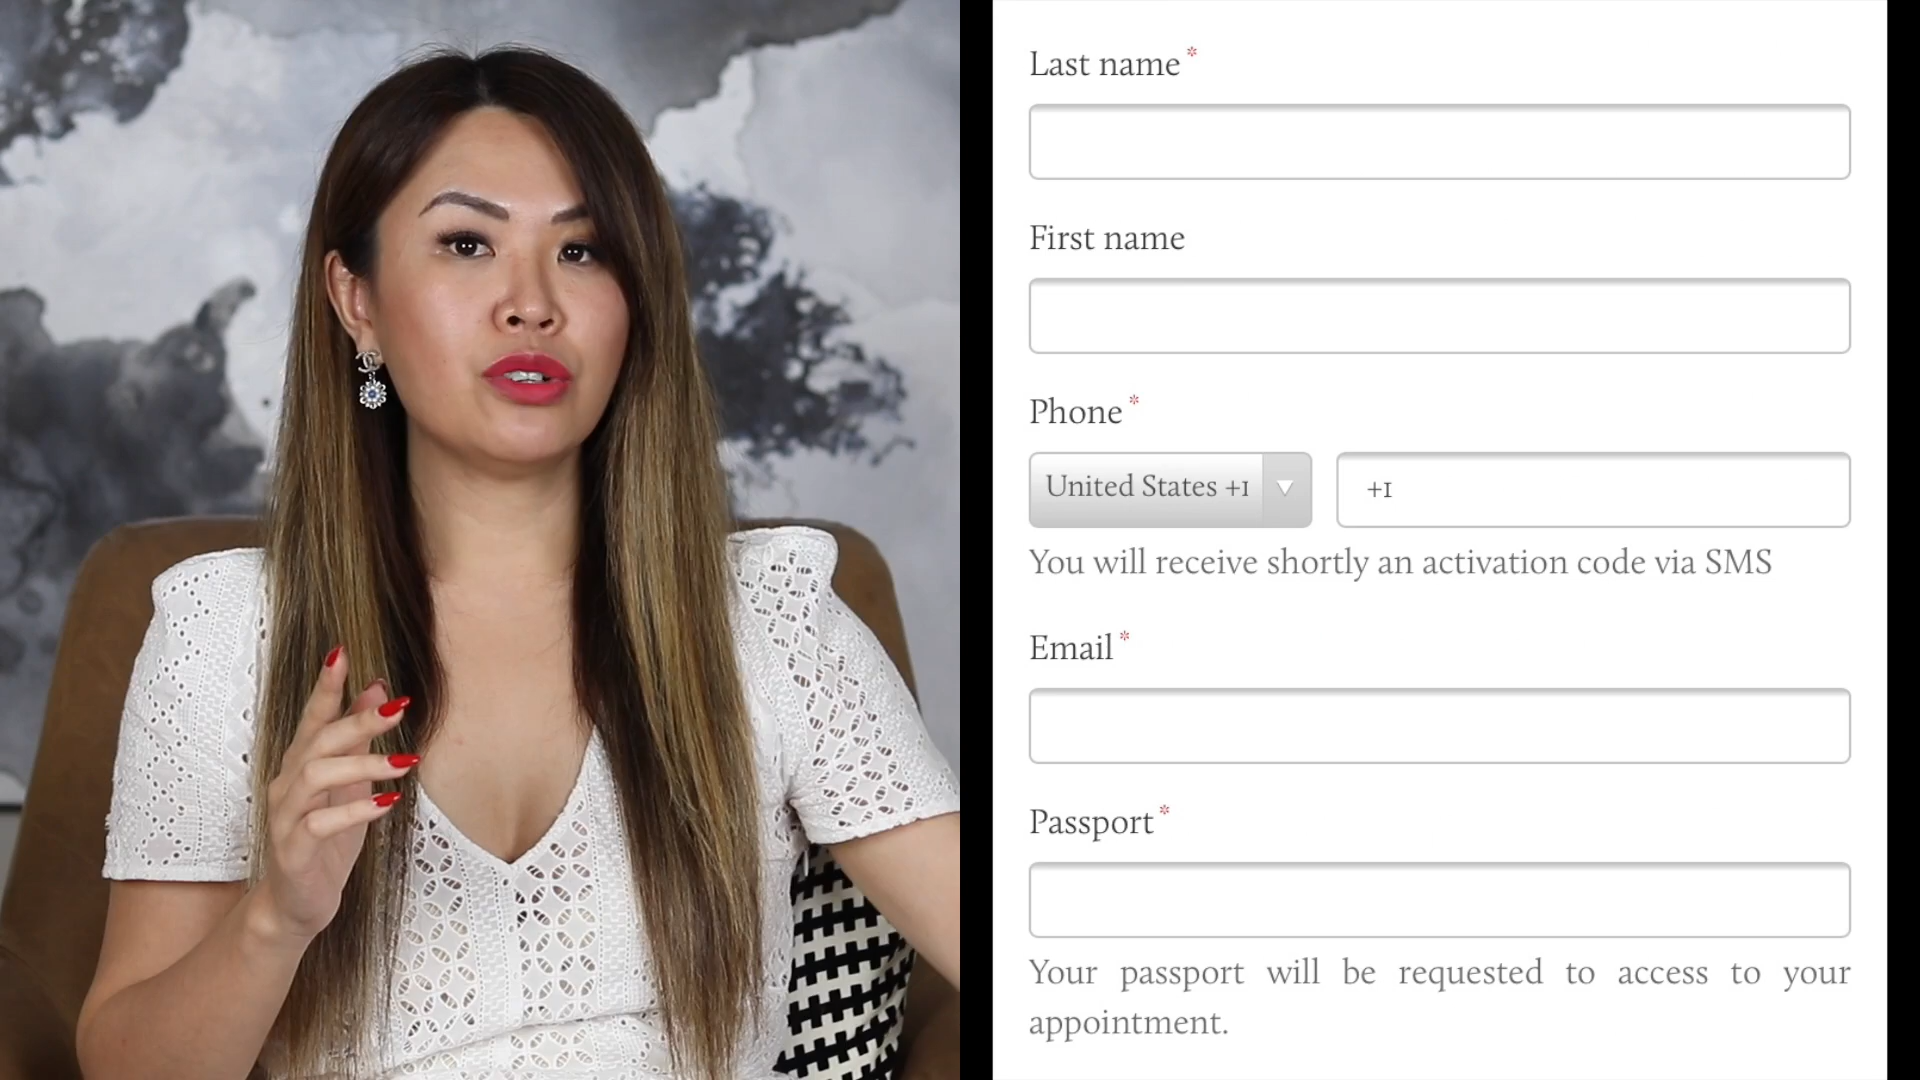 Last name *
First name
Phone *
United States +1
+1
You will receive shortly an activation code via SMS
Email *
Passport *
Your passport will be requested to access to your
appointment.